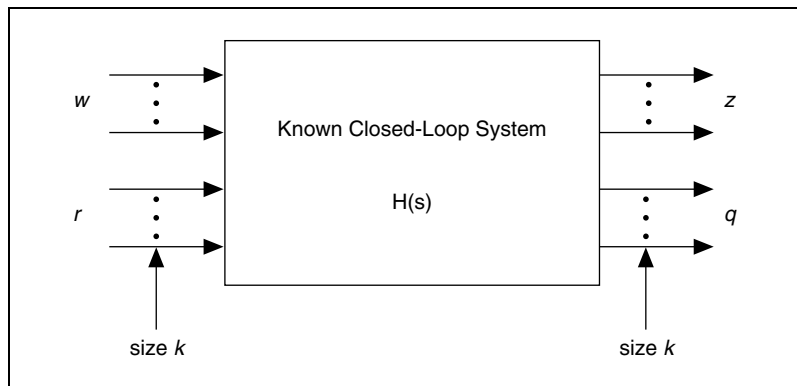 w
z
Known Closed-Loop System
r
H(s)
q
size k
size k